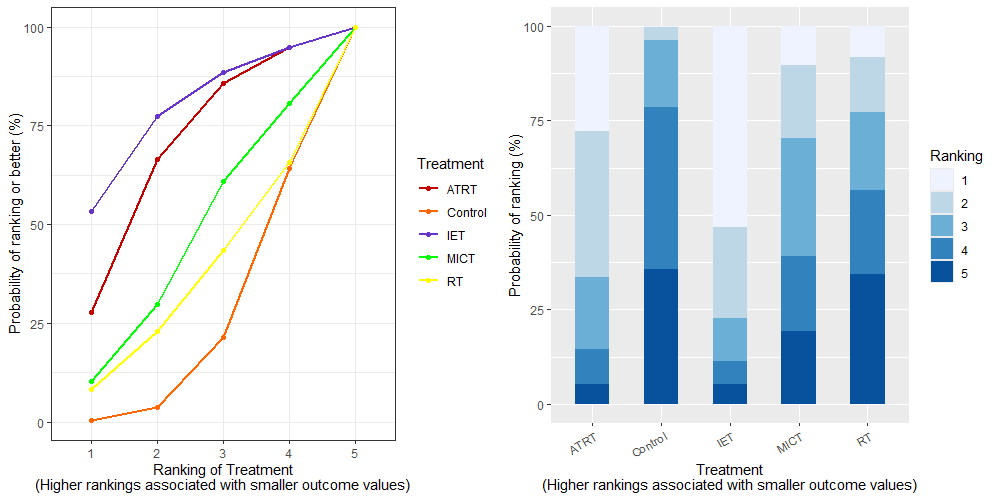 Probability of ranking or better (%)
100
75
50
25
0
1 2 3 4 5
Ranking of Treatment
(Higher rankings associated with smaller outcome values)
Treatment
ATRT
Control
IET
MICT
RT
Probability of ranking (%)
100
75
50
25
0
ATRT Control IET MICT RT
Treatment
(Higher rankings associated with smaller outcome values)
Ranking
1
2
3
4
5